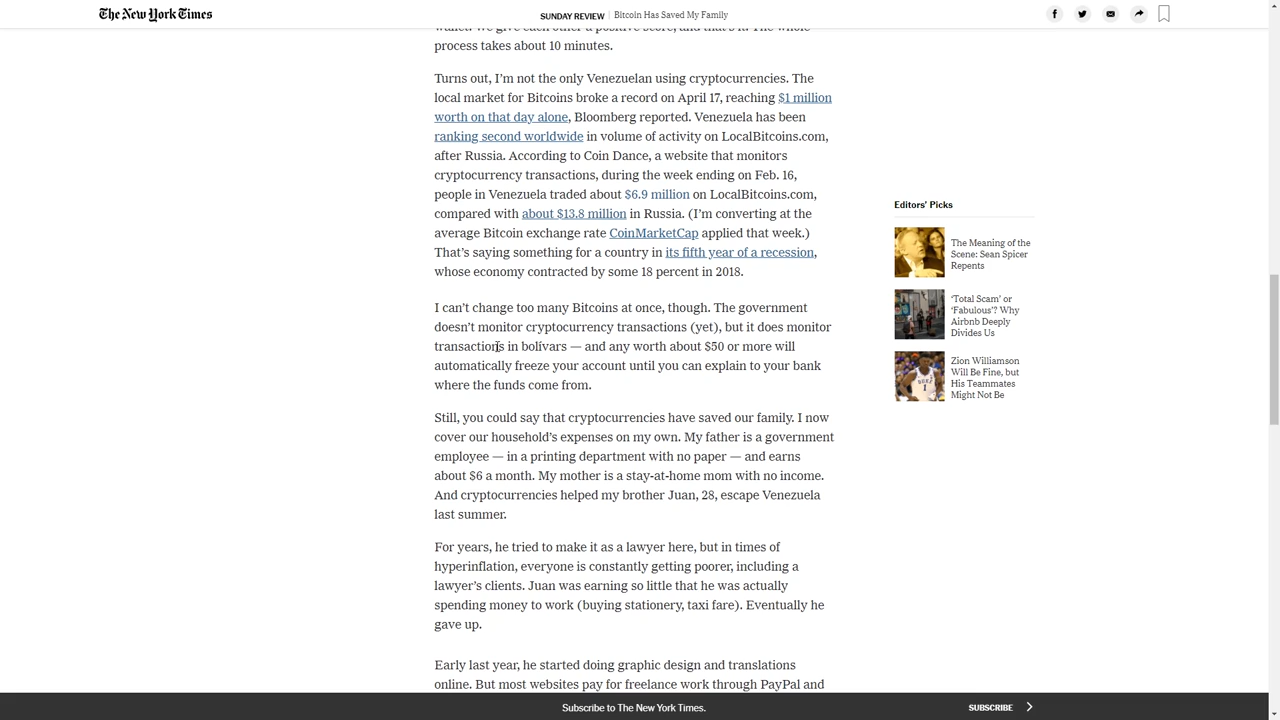 The New York Times
SUNDAY REVIEW | Bitcoin Has Saved My Family
wallet. We give each other a positive score, and that's it. The whole
process takes about 10 minutes.
Turns out, I'm not the only Venezuelan using cryptocurrencies. The
local market for Bitcoins broke a record on April 17, reaching $1 million
worth on that day alone, Bloomberg reported. Venezuela has been
ranking second worldwide in volume of activity on LocalBitcoins.com,
after Russia. According to Coin Dance, a website that monitors
cryptocurrency transactions, during the week ending on Feb. 16,
people in Venezuela traded about $6.9 million on LocalBitcoins.com,
compared with about $13.8 million in Russia. (I'm converting at the
average Bitcoin exchange rate CoinMarketCap applied that week.)
That's saying something for a country in its fifth year of a recession,
whose economy contracted by some 18 percent in 2018.
I can't change too many Bitcoins at once, though. The government
doesn't monitor cryptocurrency transactions (yet), but it does monitor
transactions in bolívars — and any worth about $50 or more will
automatically freeze your account until you can explain to your bank
where the funds come from.
Still, you could say that cryptocurrencies have saved our family. I now
cover our household's expenses on my own. My father is a government
employee — in a printing department with no paper — and earns
about $6 a month. My mother is a stay-at-home mom with no income.
And cryptocurrencies helped my brother Juan, 28, escape Venezuela
last summer.
For years, he tried to make it as a lawyer here, but in times of
hyperinflation, everyone is constantly getting poorer, including a
lawyer's clients. Juan was earning so little that he was actually
spending money to work (buying stationery, taxi fare). Eventually he
gave up.
Early last year, he started doing graphic design and translations
online. But most websites pay for freelance work through PayPal and
Editors' Picks
The Meaning of the
Scene: Sean Spicer
Repents
'Total Scam' or
'Fabulous'? Why
Airbnb Deeply
Divides Us
Zion Williamson
Will Be Fine, but
His Teammates
Might Not Be
DUKE
1
Subscribe to The New York Times.
SUBSCRIBE